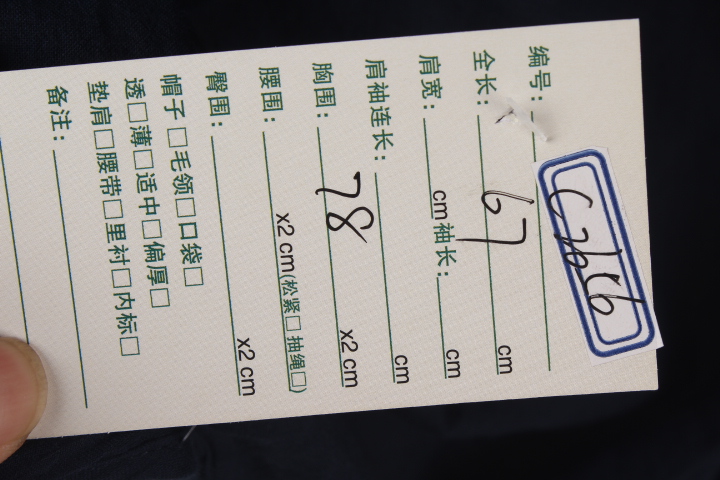 编号:
全长: 67 cm
肩宽: cm 袖长: cm
肩袖连长: cm
胸围: 78 x2 cm
腰围: x2 cm(松紧□ 抽绳□)
臀围: x2 cm
帽子□毛领□口袋□
透□薄□适中□偏厚□
垫肩□腰带□里衬□内标□
备注: